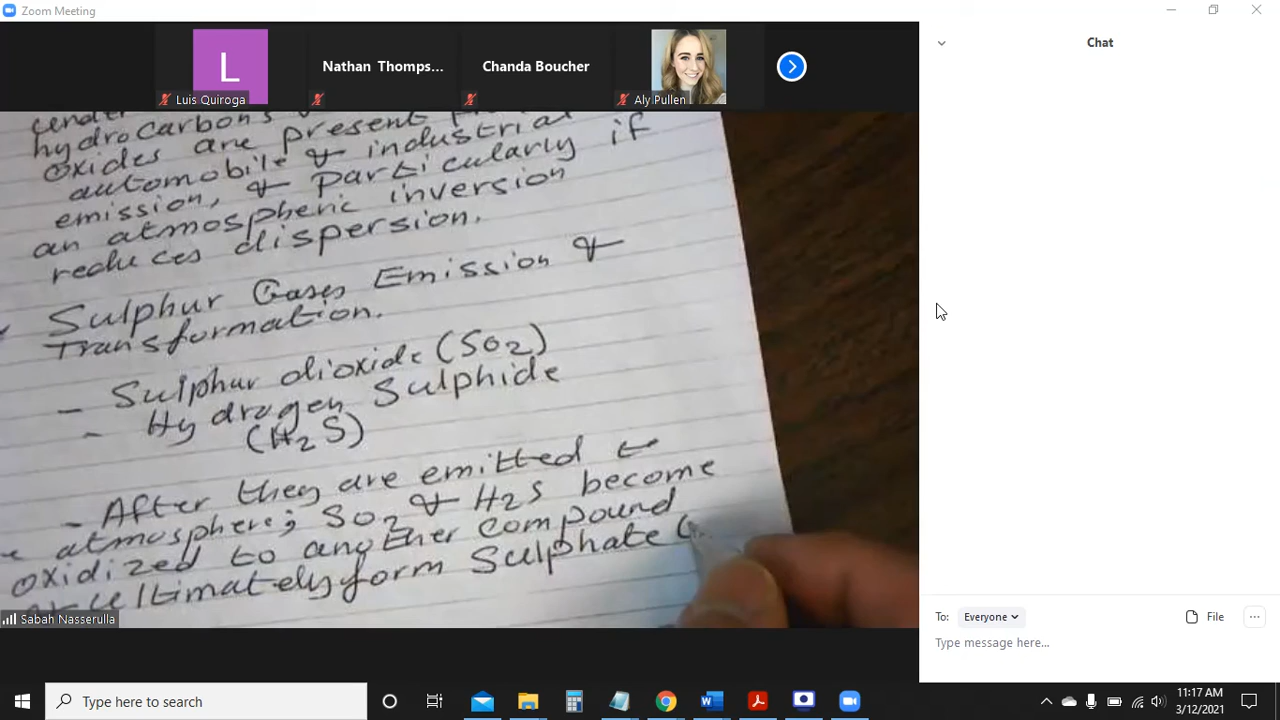 Zoom Meeting
Chat
L
Nathan Thomps...
Chanda Boucher
Luis Quiroga
Aly Pullen
under
hydrocarbons
oxides are present
automobile & industrial
emission, & Particularly if
an atmospheric inversion
reduces dispersion.
Sulphur Gases Emission &
Transformation.
- Sulphur dioxide (SO2)
- Hydrogen Sulphide
(H2S)
- After they are emitted to
atmosphere; SO2 & H2S become
oxidized to another compound
ultimately form Sulphate (
Sabah Nasserulla
To: Everyone
File
Type message here...
Type here to search
11:17 AM
3/12/2021